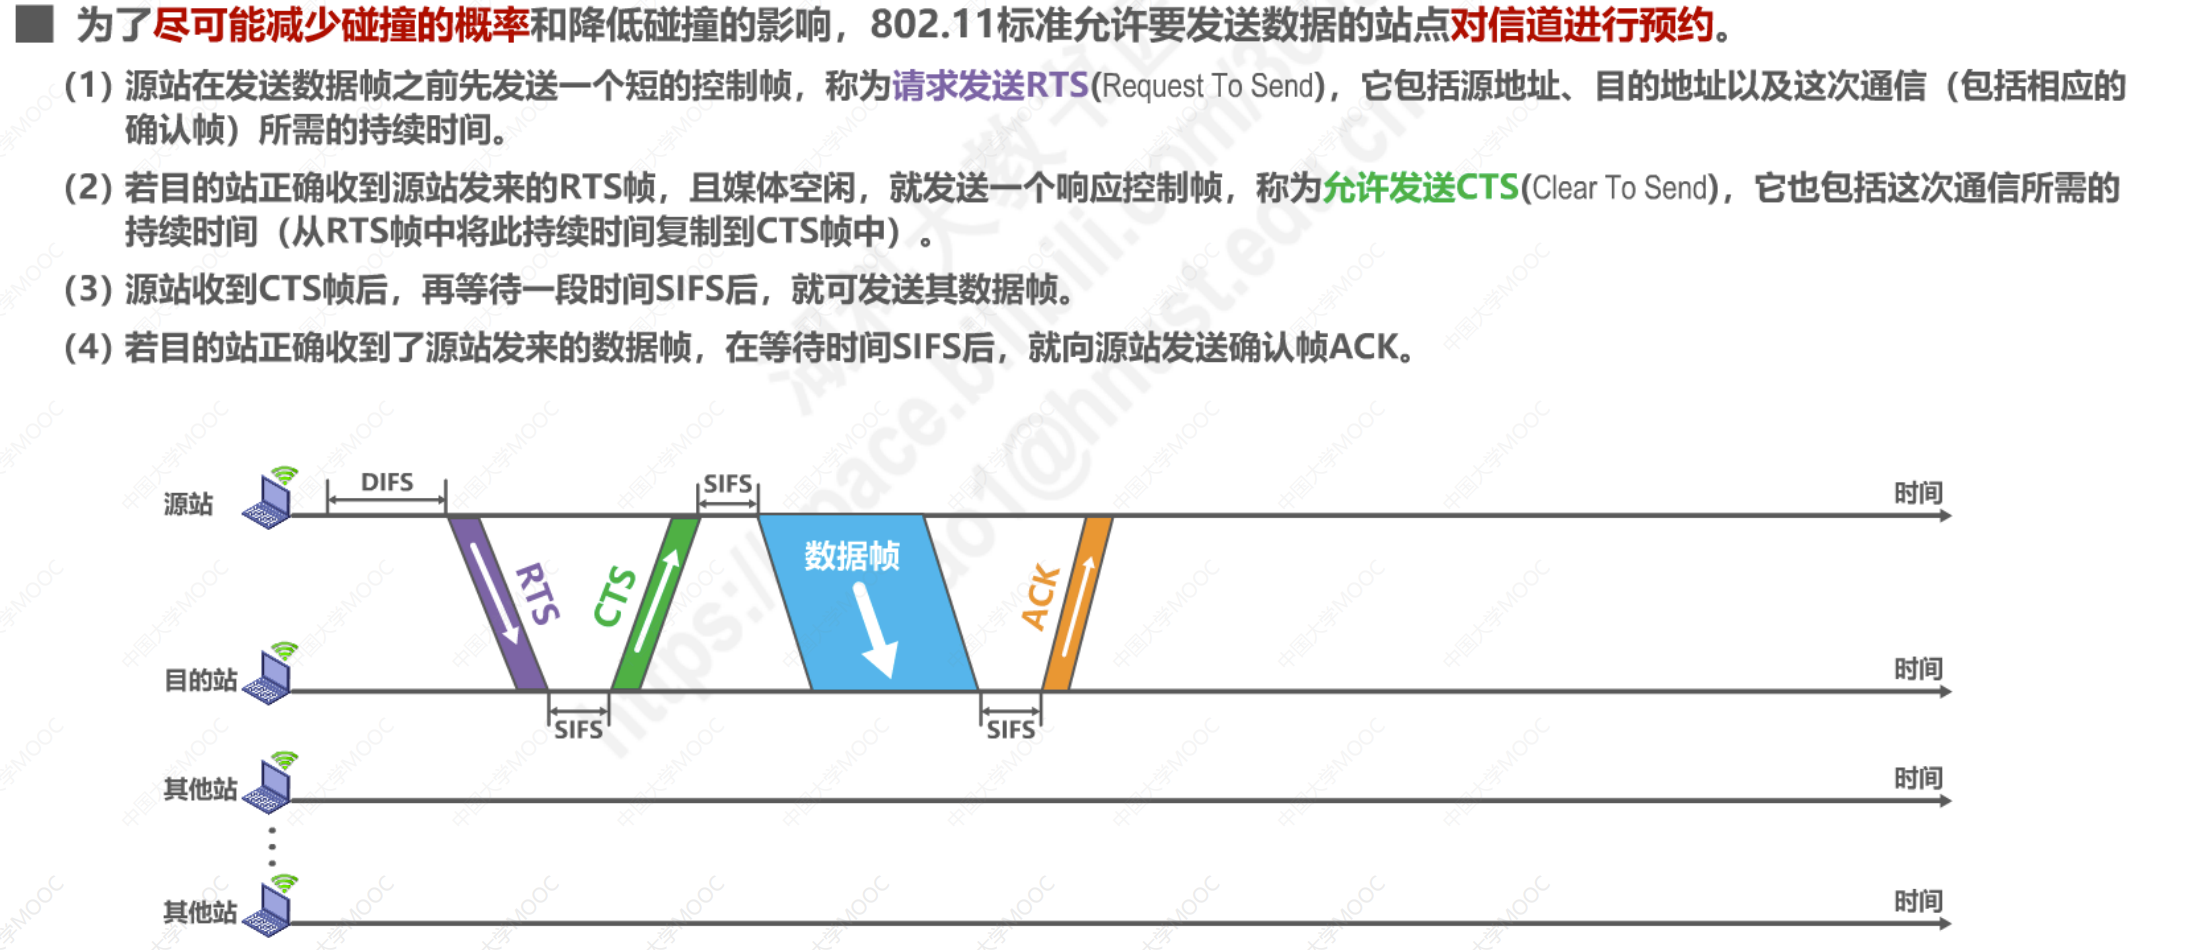 为了尽可能减少碰撞的概率和降低碰撞的影响，802.11标准允许要发送数据的站点对信道进行预约。
(1) 源站在发送数据帧之前先发送一个短的控制帧，称为请求发送RTS(Request To Send)，它包括源地址、目的地址以及这次通信（包括相应的
确认帧）所需的持续时间。
(2) 若目的站正确收到源站发来的RTS帧，且媒体空闲，就发送一个响应控制帧，称为允许发送CTS(Clear To Send)，它也包括这次通信所需的
持续时间（从RTS帧中将此持续时间复制到CTS帧中）。
(3) 源站收到CTS帧后，再等待一段时间SIFS后，就可发送其数据帧。
(4) 若目的站正确收到了源站发来的数据帧，在等待时间SIFS后，就向源站发送确认帧ACK。
DIFS
SIFS
源站
时间
RTS
CTS
数据帧
ACK
目的站
时间
SIFS
SIFS
其他站
时间
其他站
时间
中国大学MOOC